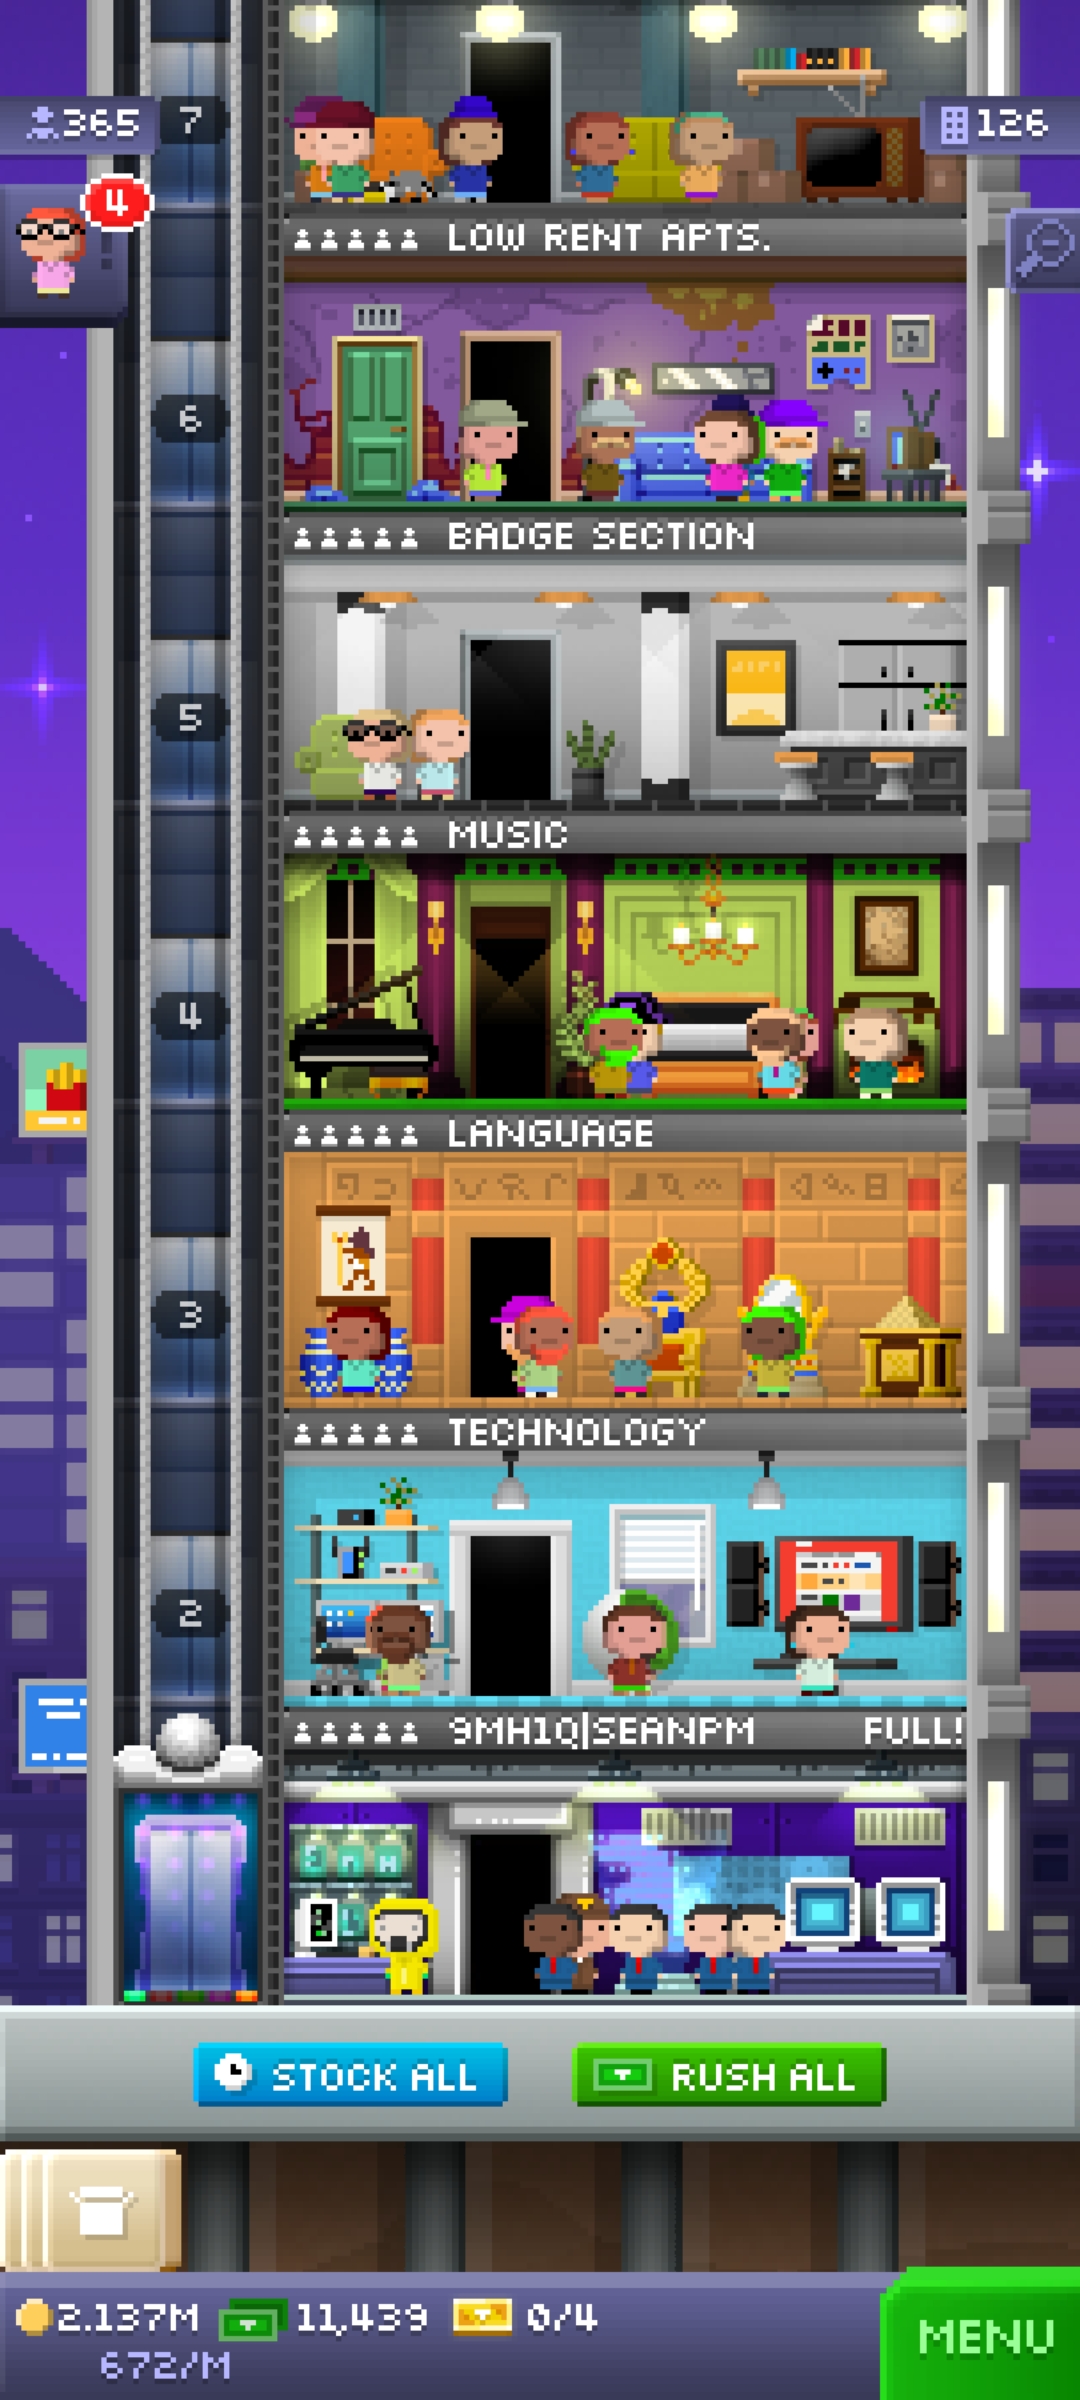 7
365
126
4
LOW RENT APTS.
6
BADGE SECTION
5
MUSIC
4
LANGUAGE
3
TECHNOLOGY
2
9MH1Q|SEANPM FULL!
STOCK ALL
RUSH ALL
2.137M 11,439 0/4
672/M
MENU